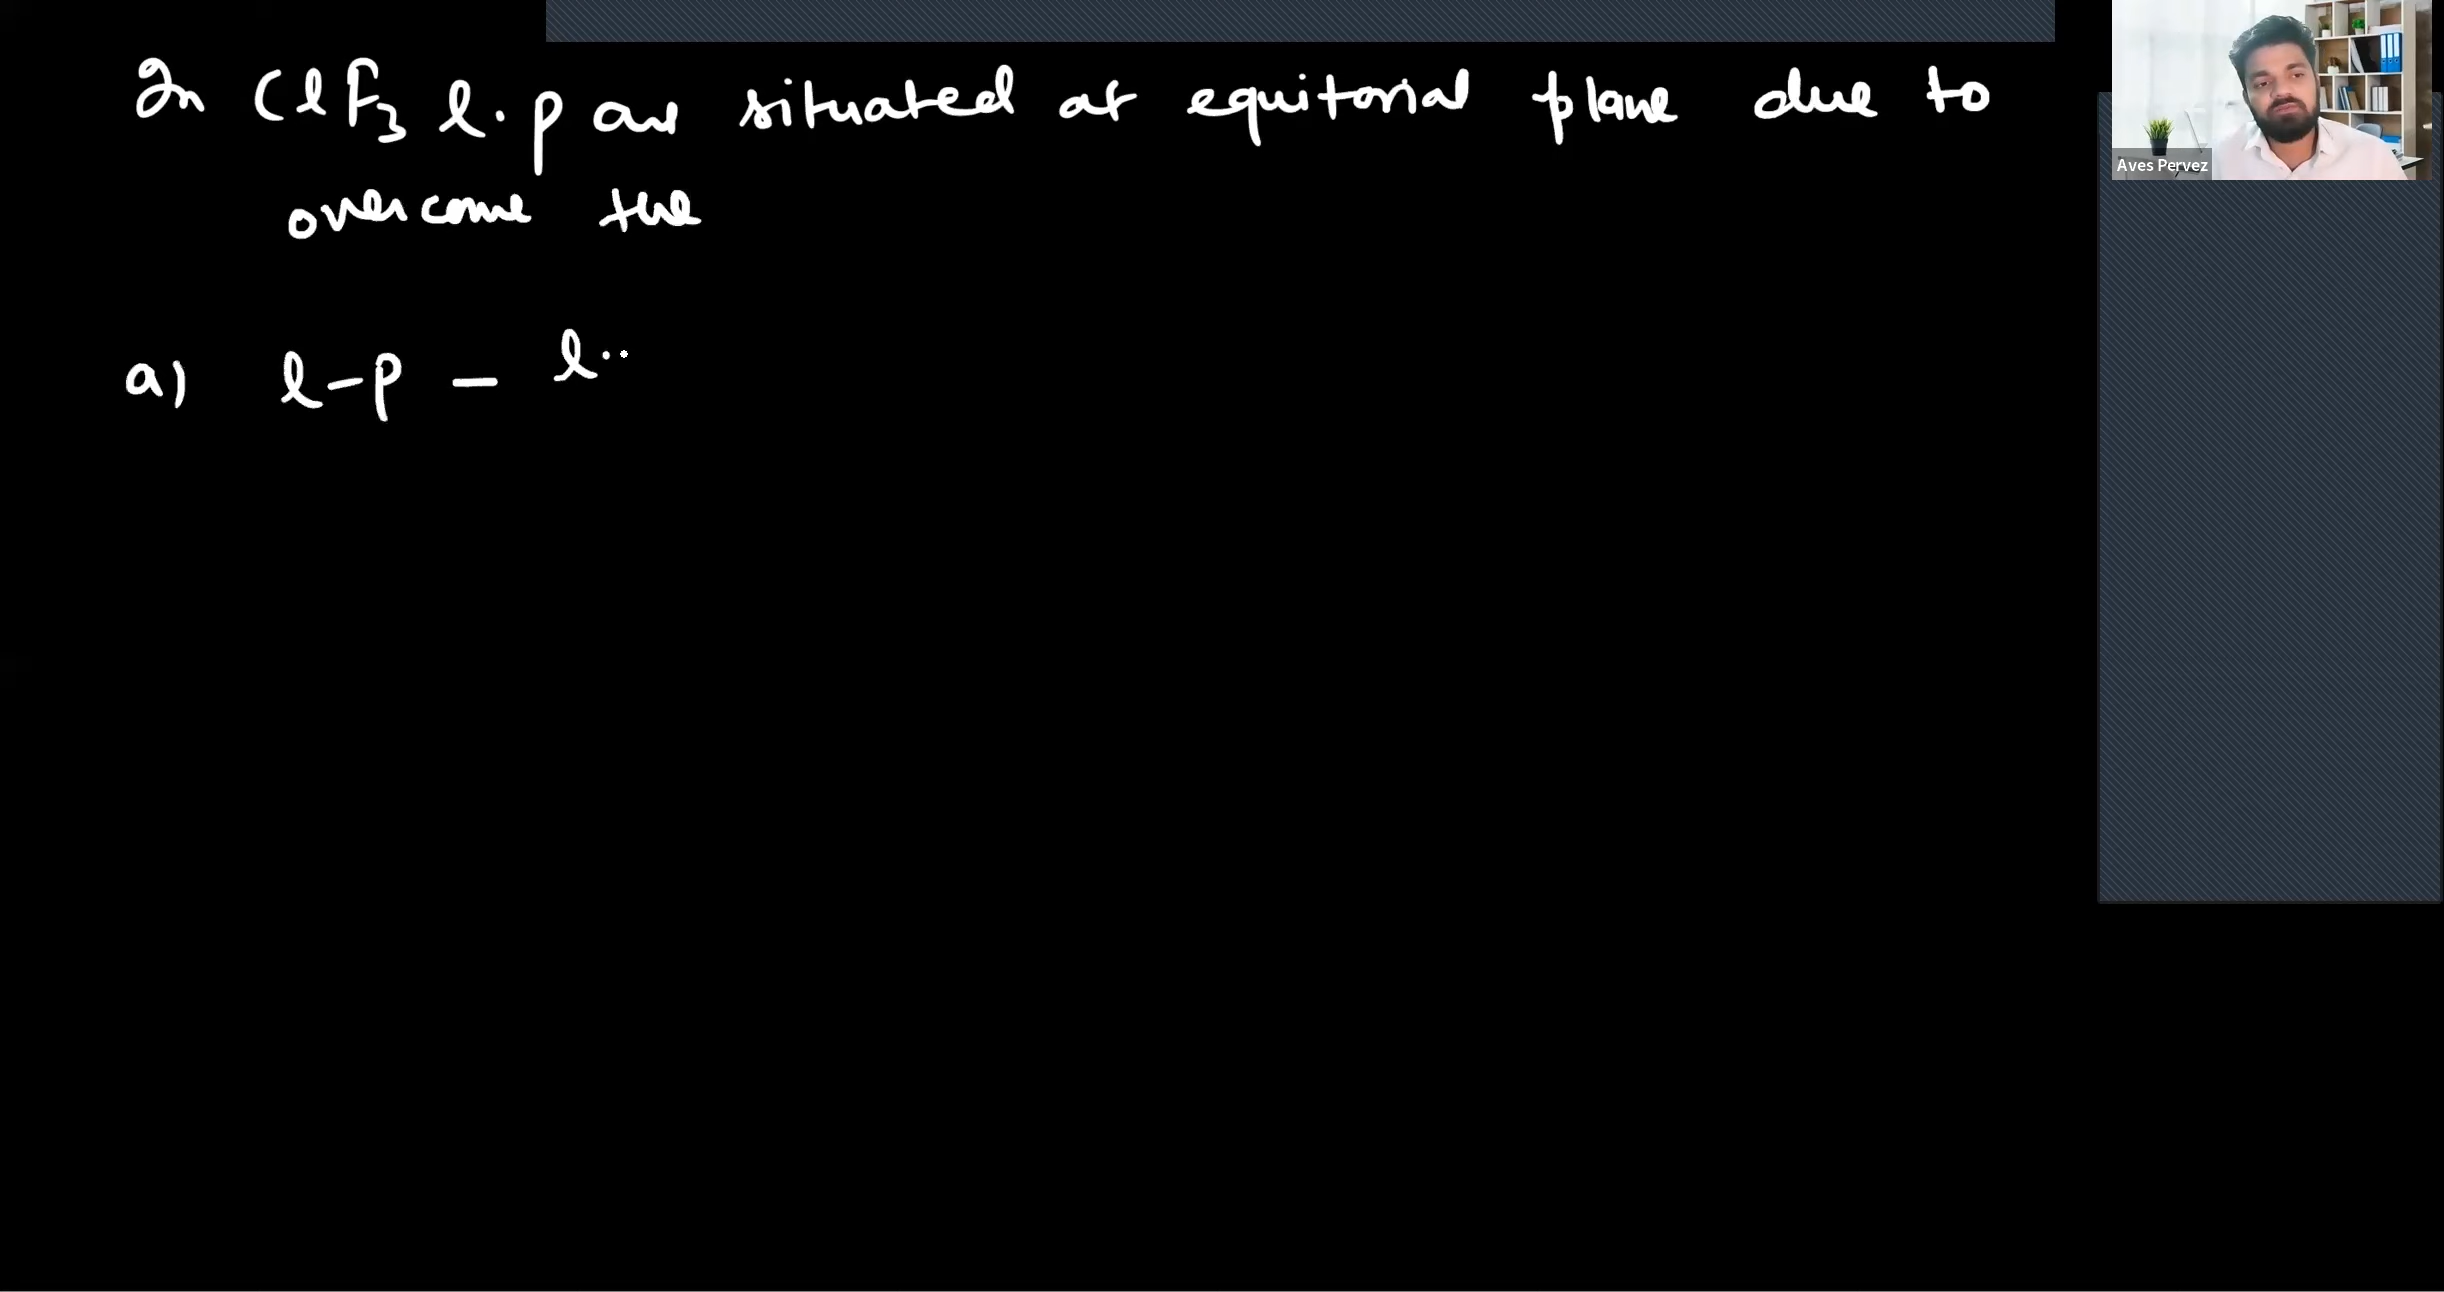 In ClF3 l.p are situated at equitorial plane due to
overcome the
a) l-p - l..
Aves Pervez